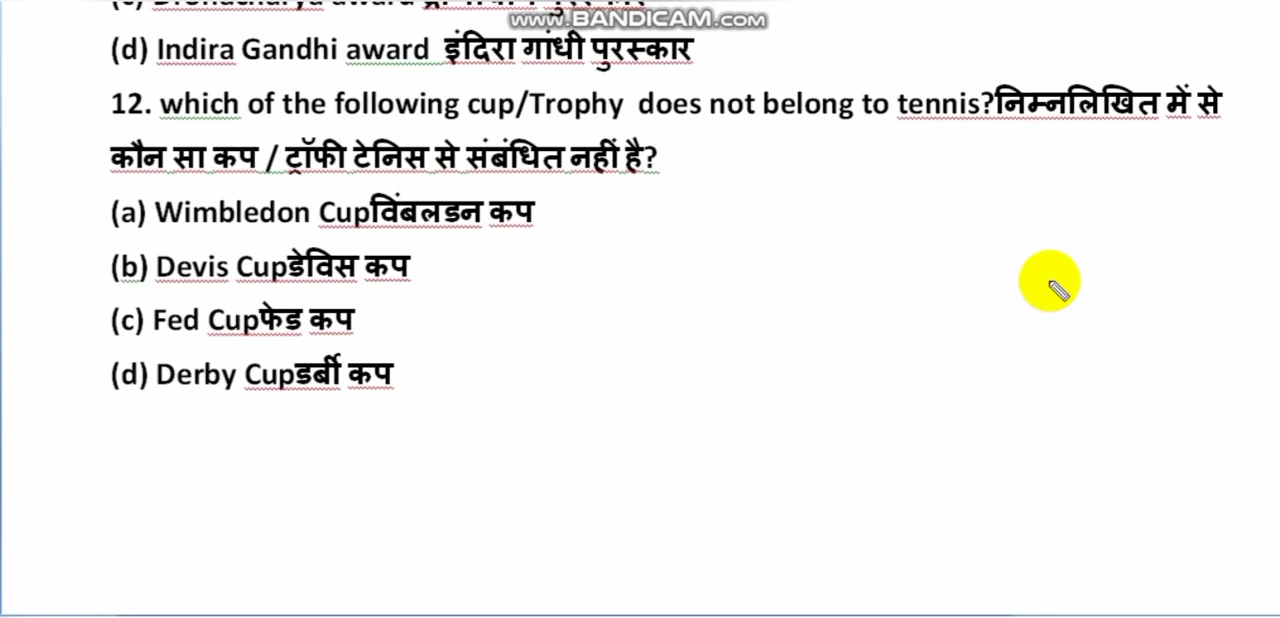 www.BANDICAM.com
(d) Indira Gandhi award इंदिरा गांधी पुरस्कार
12. which of the following cup/Trophy does not belong to tennis?निम्नलिखित में से
कौन सा कप / ट्रॉफी टेनिस से संबंधित नहीं है?
(a) Wimbledon Cupविंबलडन कप
(b) Devis Cupडेविस कप
(c) Fed Cupफेड कप
(d) Derby Cupडर्बी कप